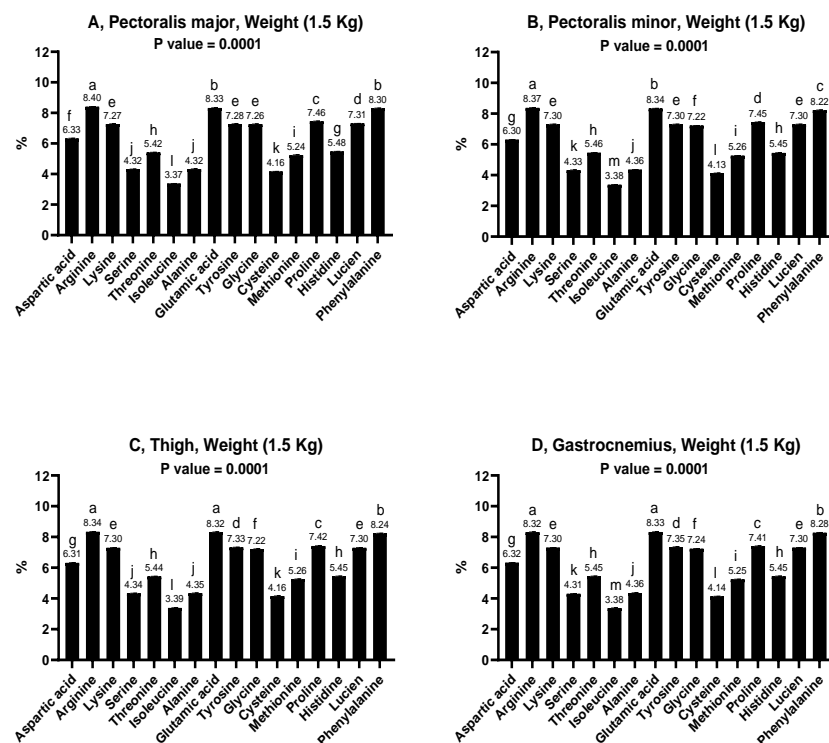 A, Pectoralis major, Weight (1.5 Kg)
P value = 0.0001
%
12
10
8
6
4
2
0
f a e j h l j b e e k i c g d b
6.33 8.40 7.27 4.32 5.42 3.37 4.32 8.33 7.28 7.26 4.16 5.24 7.46 5.48 7.31 8.30
Aspartic acid
Arginine
Lysine
Serine
Threonine
Isoleucine
Alanine
Glutamic acid
Tyrosine
Glycine
Cysteine
Methionine
Proline
Histidine
Lucien
Phenylalanine
B, Pectoralis minor, Weight (1.5 Kg)
P value = 0.0001
%
12
10
8
6
4
2
0
g a e k h m j b e f l i d h e c
6.30 8.37 7.30 4.33 5.46 3.38 4.36 8.34 7.30 7.22 4.13 5.26 7.45 5.45 7.30 8.22
Aspartic acid
Arginine
Lysine
Serine
Threonine
Isoleucine
Alanine
Glutamic acid
Tyrosine
Glycine
Cysteine
Methionine
Proline
Histidine
Lucien
Phenylalanine
C, Thigh, Weight (1.5 Kg)
P value = 0.0001
%
12
10
8
6
4
2
0
g a e j h l j a d f k i c h e b
6.31 8.34 7.30 4.34 5.44 3.39 4.35 8.32 7.33 7.22 4.16 5.26 7.42 5.45 7.30 8.24
Aspartic acid
Arginine
Lysine
Serine
Threonine
Isoleucine
Alanine
Glutamic acid
Tyrosine
Glycine
Cysteine
Methionine
Proline
Histidine
Lucien
Phenylalanine
D, Gastrocnemius, Weight (1.5 Kg)
P value = 0.0001
%
12
10
8
6
4
2
0
g a e k h m j a d f l i c h e b
6.32 8.32 7.30 4.31 5.45 3.38 4.36 8.33 7.35 7.24 4.14 5.25 7.41 5.45 7.30 8.28
Aspartic acid
Arginine
Lysine
Serine
Threonine
Isoleucine
Alanine
Glutamic acid
Tyrosine
Glycine
Cysteine
Methionine
Proline
Histidine
Lucien
Phenylalanine